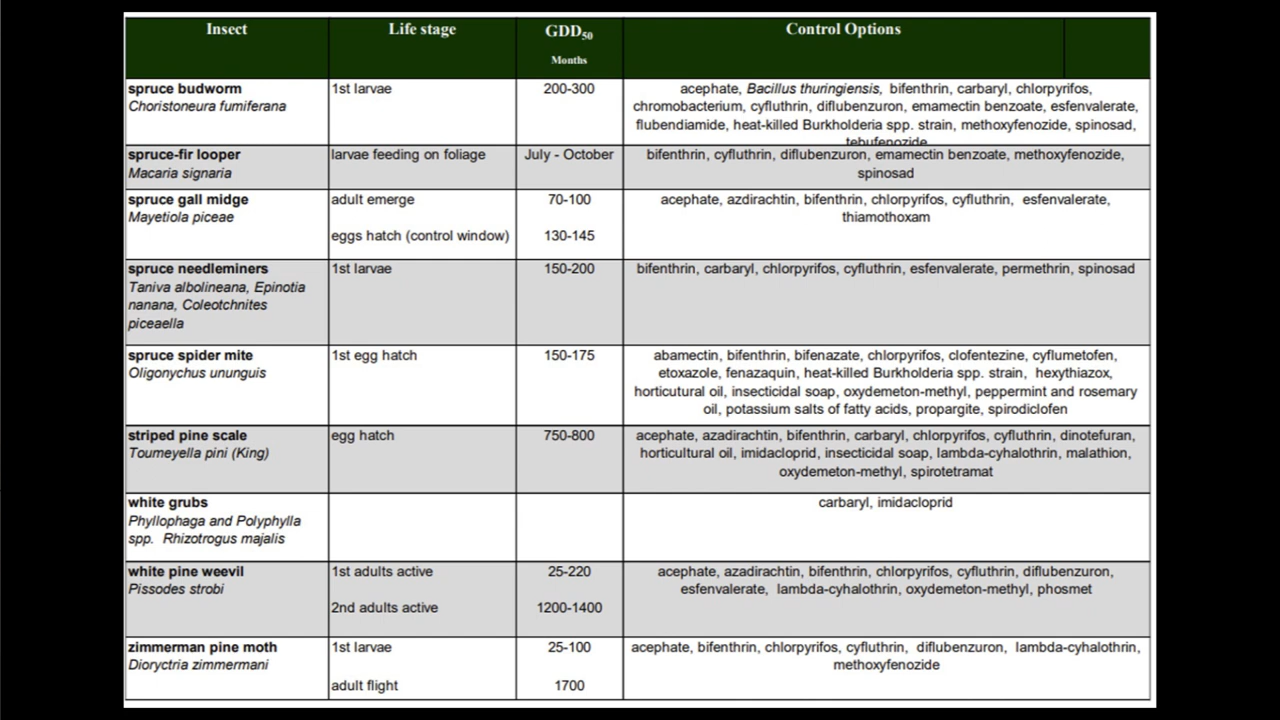 Insect Life stage GDD50 Control Options
Months
spruce budworm 1st larvae 200-300 acephate, Bacillus thuringiensis, bifenthrin, carbaryl, chlorpyrifos,
Choristoneura fumiferana chromobacterium, cyfluthrin, diflubenzuron, emamectin benzoate, esfenvalerate,
flubendiamide, heat-killed Burkholderia spp. strain, methoxyfenozide, spinosad,
tebufenozide
spruce-fir looper larvae feeding on foliage July - October bifenthrin, cyfluthrin, diflubenzuron, emamectin benzoate, methoxyfenozide,
Macaria signaria spinosad
spruce gall midge adult emerge 70-100 acephate, azdirachtin, bifenthrin, chlorpyrifos, cyfluthrin, esfenvalerate,
Mayetiola piceae thiamothoxam
eggs hatch (control window) 130-145
spruce needleminers 1st larvae 150-200 bifenthrin, carbaryl, chlorpyrifos, cyfluthrin, esfenvalerate, permethrin, spinosad
Taniva albolineana, Epinotia
nanana, Coleotchnites
piceaella
spruce spider mite 1st egg hatch 150-175 abamectin, bifenthrin, bifenazate, chlorpyrifos, clofentezine, cyflumetofen,
Oligonychus ununguis etoxazole, fenazaquin, heat-killed Burkholderia spp. strain, hexythiazox,
horticutural oil, insecticidal soap, oxydemeton-methyl, peppermint and rosemary
oil, potassium salts of fatty acids, propargite, spirodiclofen
striped pine scale egg hatch 750-800 acephate, azadirachtin, bifenthrin, carbaryl, chlorpyrifos, cyfluthrin, dinotefuran,
Toumeyella pini (King) horticultural oil, imidacloprid, insecticidal soap, lambda-cyhalothrin, malathion,
oxydemeton-methyl, spirotetramat
white grubs carbaryl, imidacloprid
Phyllophaga and Polyphylla
spp. Rhizotrogus majalis
white pine weevil 1st adults active 25-220 acephate, azadirachtin, bifenthrin, chlorpyrifos, cyfluthrin, diflubenzuron,
Pissodes strobi esfenvalerate, lambda-cyhalothrin, oxydemeton-methyl, phosmet
2nd adults active 1200-1400
zimmerman pine moth 1st larvae 25-100 acephate, bifenthrin, chlorpyrifos, cyfluthrin, diflubenzuron, lambda-cyhalothrin,
Dioryctria zimmermani methoxyfenozide
adult flight 1700